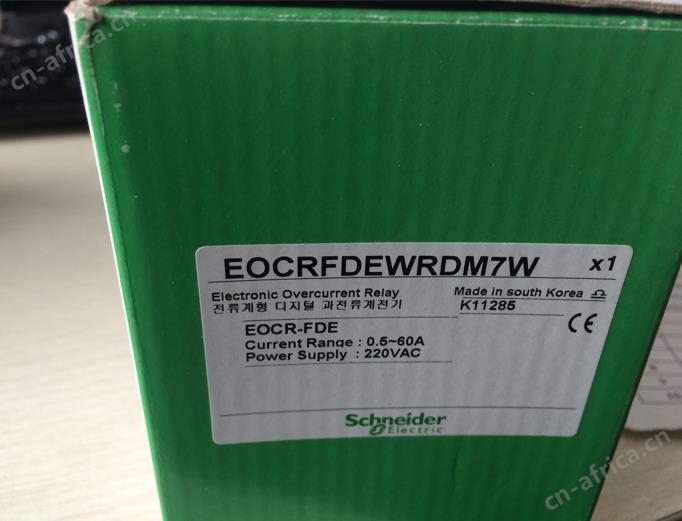 cn-africa.cn
EOCRFDEWRDM7W x1
Electronic Overcurrent Relay Made in south Korea
전류계형 디지털 과전류계전기 K11285
EOCR-FDE CE
Current Range : 0.5~60A
Power Supply : 220VAC
Schneider
Electric
cn-africa.cn